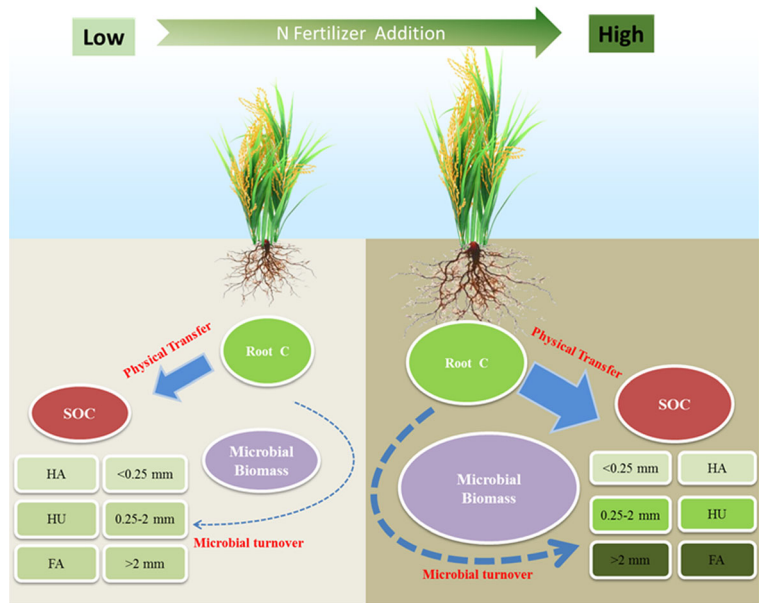 Low
N Fertilizer Addition
High
Physical Transfer
Root C
SOC
Microbial
Biomass
HA
<0.25 mm
HU
0.25-2 mm
FA
>2 mm
Microbial turnover
Root C
Physical Transfer
SOC
Microbial
Biomass
<0.25 mm
HA
0.25-2 mm
HU
>2 mm
FA
Microbial turnover